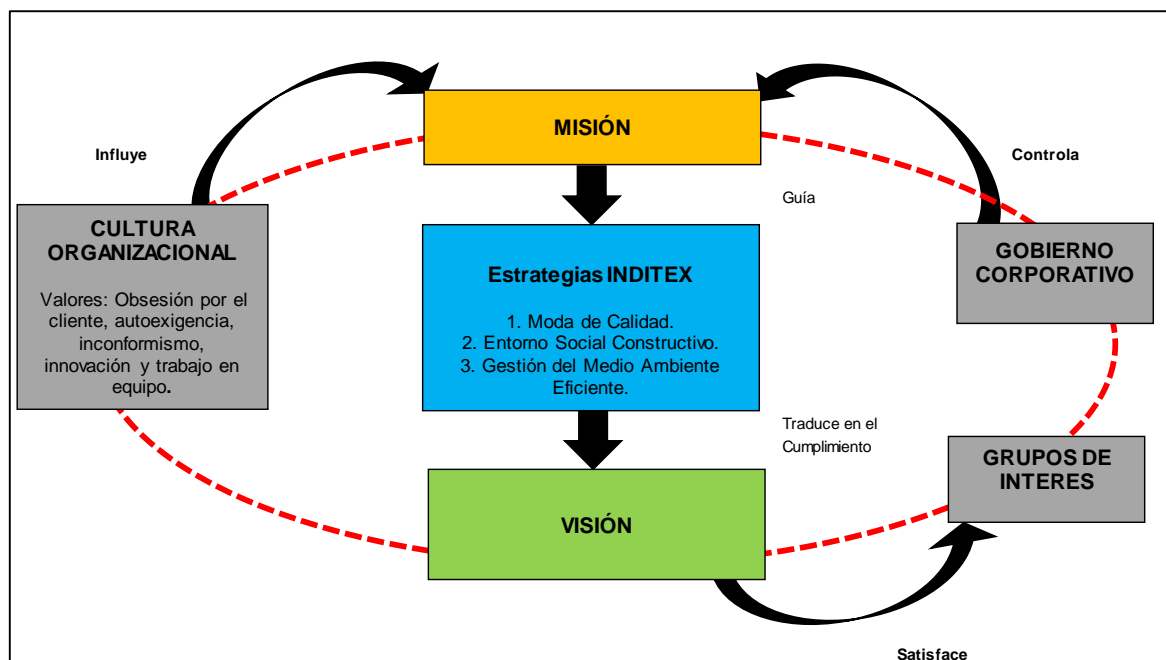 MISIÓN
Influye
Controla
Guía
CULTURA
ORGANIZACIONAL
Valores: Obsesión por el
cliente, autoexigencia,
inconformismo,
innovación y trabajo en
equipo.
Estrategias INDITEX
1. Moda de Calidad.
2. Entorno Social Constructivo.
3. Gestión del Medio Ambiente
Eficiente.
GOBIERNO
CORPORATIVO
Traduce en el
Cumplimiento
GRUPOS DE
INTERES
VISIÓN
Satisface